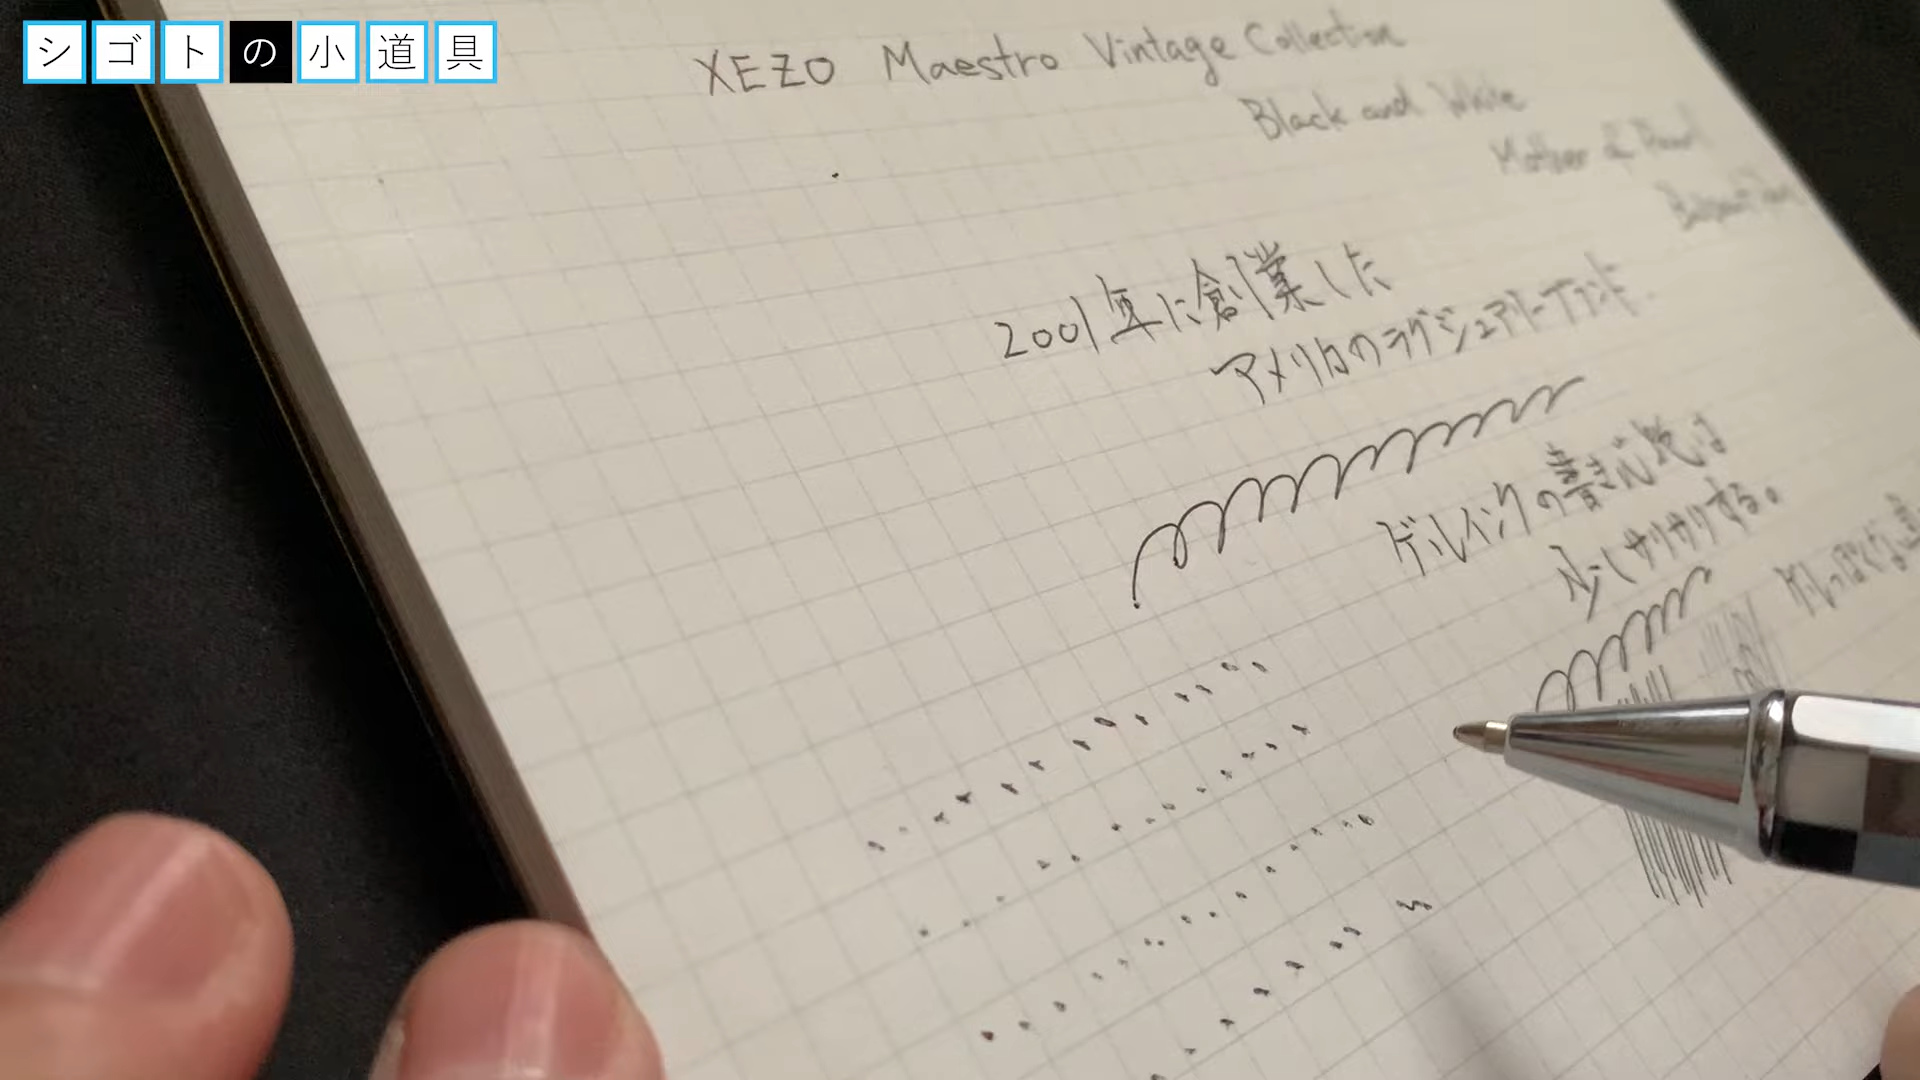 シゴトの小道具
XEZO Maestro Vintage Collection
Black and White
Mother of Pearl
2001年に創業した
アメリカのラグジュアリーブランド
ゲルインクの書き心地は
少しサリサリする。